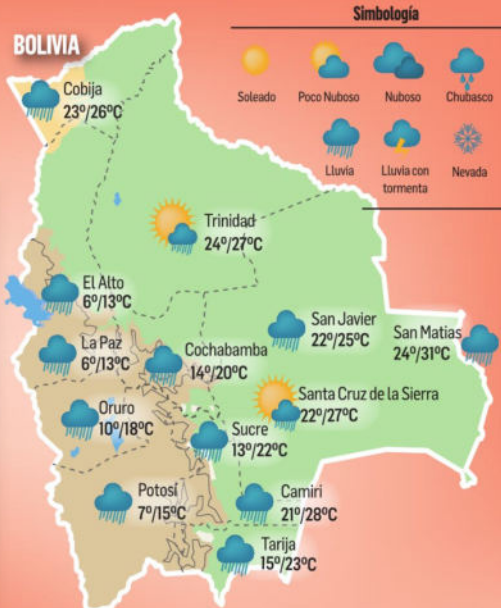 Simbología
BOLIVIA
Soleado
Poco Nuboso
Nuboso
Chubasco
Lluvia
Lluvia con
tormenta
Nevada
Cobija
23º/26ºC
Trinidad
24º/27ºC
El Alto
6º/13ºC
San Javier
22º/25ºC
San Matias
24º/31ºC
La Paz
6º/13ºC
Cochabamba
14º/20ºC
Santa Cruz de la Sierra
22º/27ºC
Oruro
10º/18ºC
Sucre
13º/22ºC
Potosí
7º/15ºC
Camiri
21º/28ºC
Tarija
15º/23ºC